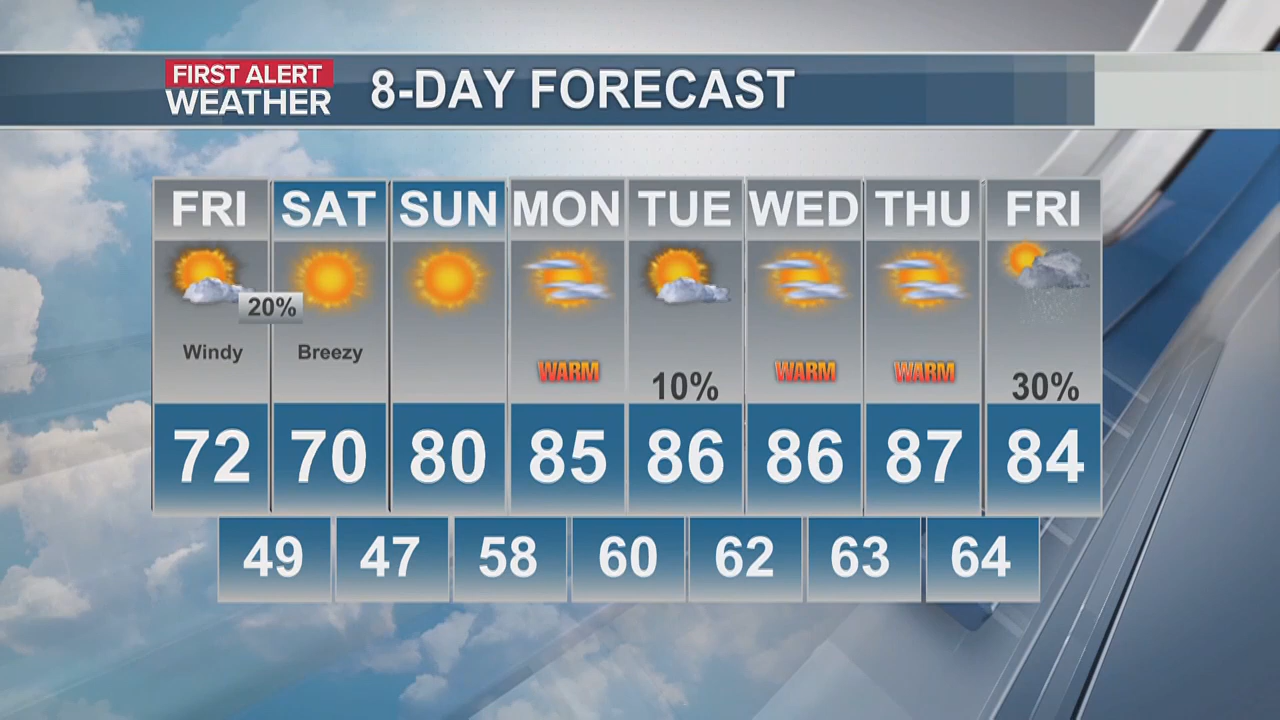 FIRST ALERT
WEATHER
8-DAY FORECAST
FRI SAT SUN MON TUE WED THU FRI
20%
Windy Breezy
WARM WARM WARM
10% 30%
72 70 80 85 86 86 87 84
49 47 58 60 62 63 64